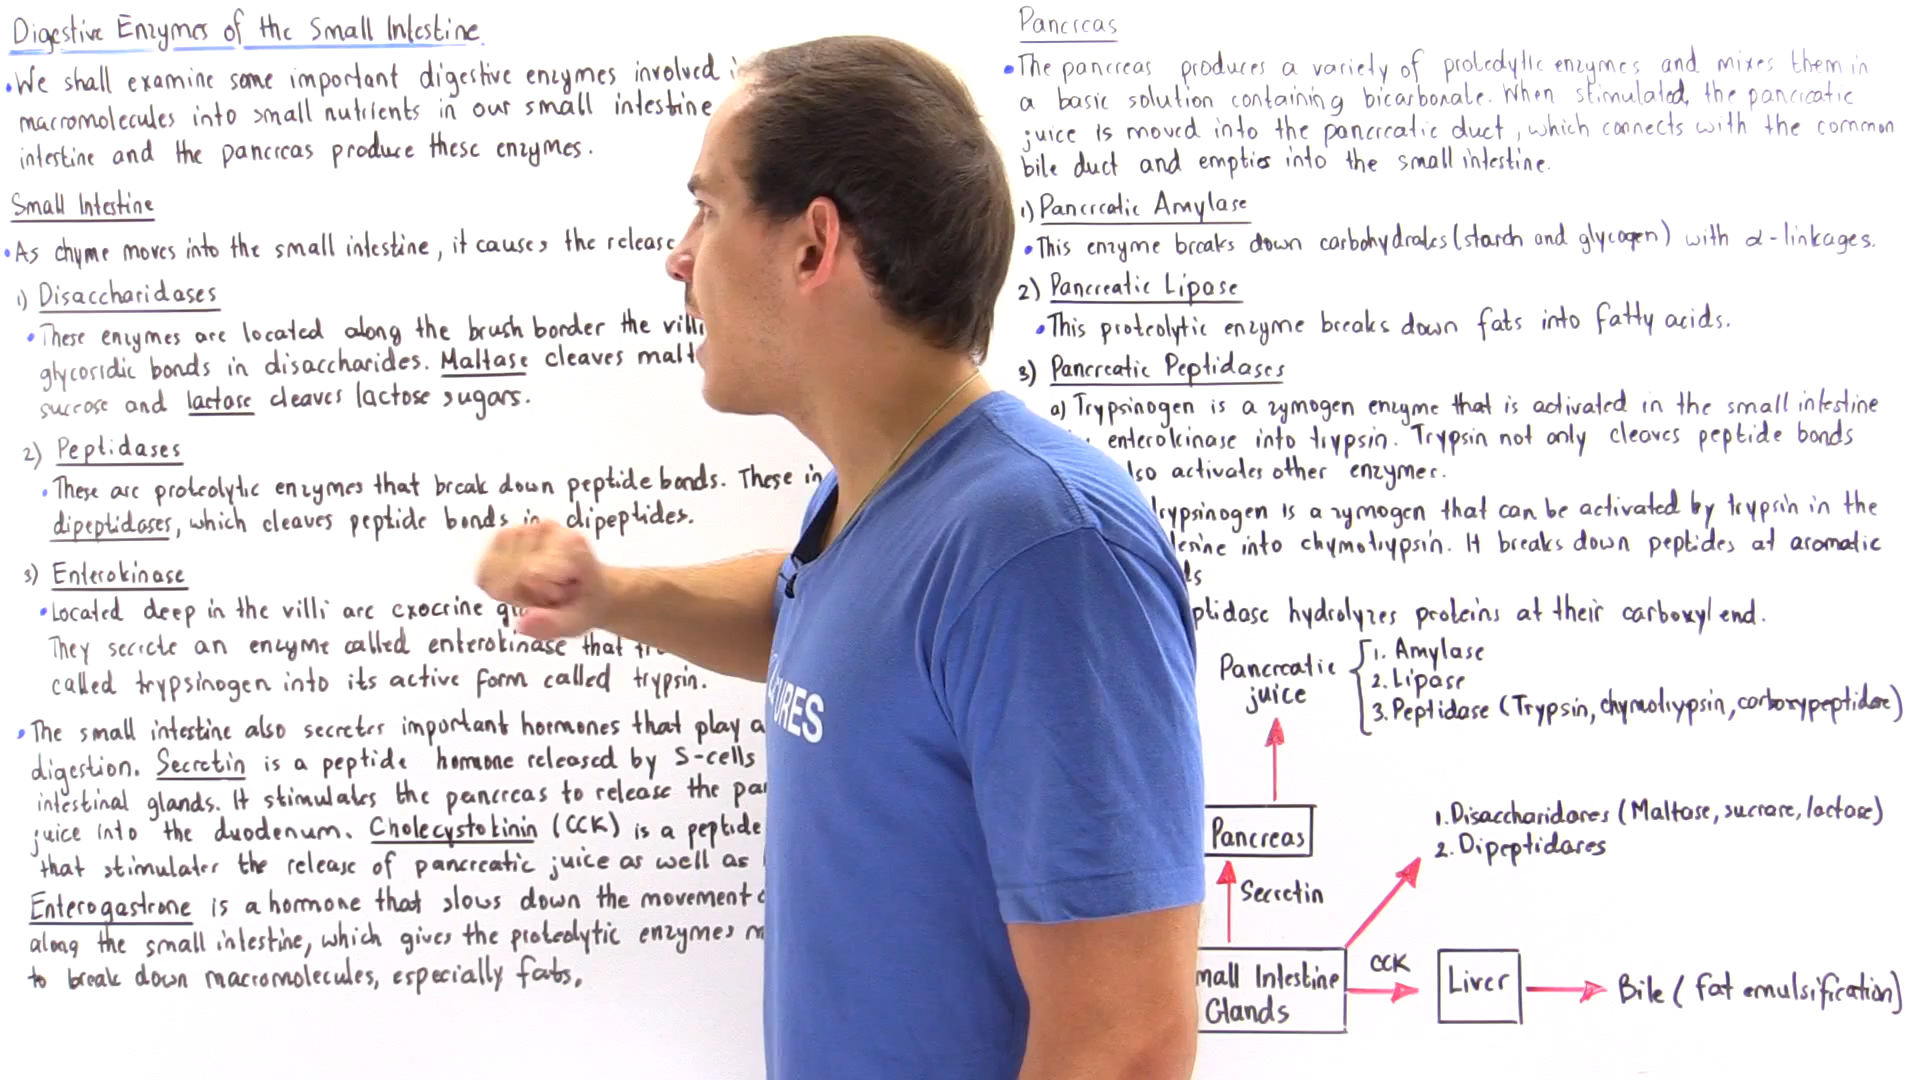 Digestive Enzymes of the Small Intestine
•We shall examine some important digestive enzymes involved
macromolecules into small nutrients in our small intestine
intestine and the pancreas produce these enzymes.
Small Intestine
•As chyme moves into the small intestine, it causes the release
1) Disaccharidases
•These enzymes are located along the brush border the villi
glycosidic bonds in disaccharides. Maltase cleaves
sucrose and lactose cleaves lactose sugars.
2) Peptidases
•These are proteolytic enzymes that break down peptide bonds. These
dipeptidases, which cleaves peptide bonds in dipeptides.
3) Enterokinase
•Located deep in the villi are exocrine
They secrete an enzyme called enterokinase that
called trypsinogen into its active form called trypsin.
•The small intestine also secretes important hormones that play a
digestion. Secretin is a peptide hormone released by S-cells
intestinal glands. It stimulates the pancreas to release the
juice into the duodenum. Cholecystokinin (CCK) is a peptide
that stimulates the release of pancreatic juice as well as
Enterogastrone is a hormone that slows down the movement
along the small intestine, which gives the proteolytic enzymes
to break down macromolecules, especially fats.
Pancreas
•The pancreas produces a variety of proteolytic enzymes and mixes them in
a basic solution containing bicarbonate. When stimulated, the pancreatic
juice is moved into the pancreatic duct, which connects with the common
bile duct and empties into the small intestine.
1) Pancreatic Amylase
•This enzyme breaks down carbohydrates (starch and glycogen) with α-linkages.
2) Pancreatic Lipase
•This proteolytic enzyme breaks down fats into fatty acids.
3) Pancreatic Peptidases
a) Trypsinogen is a zymogen enzyme that is activated in the small intestine
enterokinase into trypsin. Trypsin not only cleaves peptide bonds
lso activates other enzymes.
rypsinogen is a zymogen that can be activated by trypsin in the
into chymotrypsin. It breaks down peptides at aromatic
ptidase hydrolyzes proteins at their carboxyl end.
Pancreatic juice
1. Amylase
2. Lipase
3. Peptidase (Trypsin, chymotrypsin, carboxypeptidase)
Pancreas
Secretin
1. Disaccharidases (Maltase, sucrase, lactose)
2. Dipeptidases
mall Intestine
Glands
CCK
Liver
Bile (fat emulsification)
URES